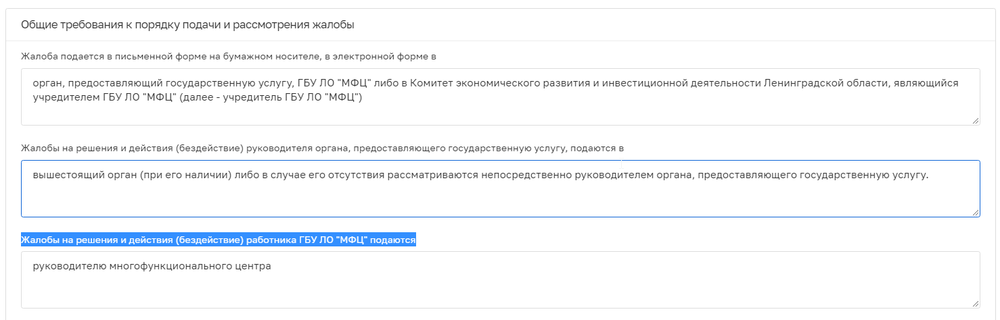 Общие требования к порядку подачи и рассмотрения жалобы
Жалоба подается в письменной форме на бумажном носителе, в электронной форме в
орган, предоставляющий государственную услугу, ГБУ ЛО "МФЦ" либо в Комитет экономического развития и инвестиционной деятельности Ленинградской области, являющийся
учредителем ГБУ ЛО "МФЦ" (далее - учредитель ГБУ ЛО "МФЦ")
Жалобы на решения и действия (бездействие) руководителя органа, предоставляющего государственную услугу, подаются в
вышестоящий орган (при его наличии) либо в случае его отсутствия рассматриваются непосредственно руководителем органа, предоставляющего государственную услугу.
Жалобы на решения и действия (бездействие) работника ГБУ ЛО "МФЦ" подаются
руководителю многофункционального центра